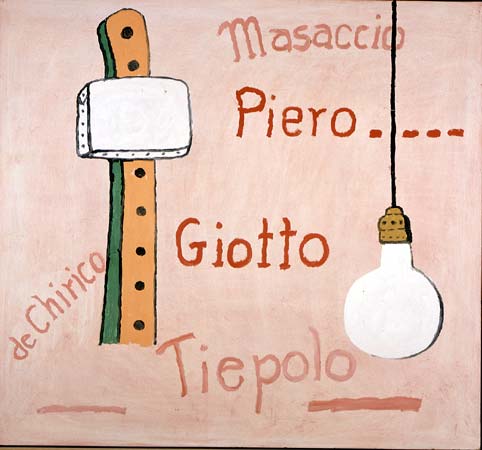 Masaccio
Piero.....
Giotto
de Chirico
Tiepolo